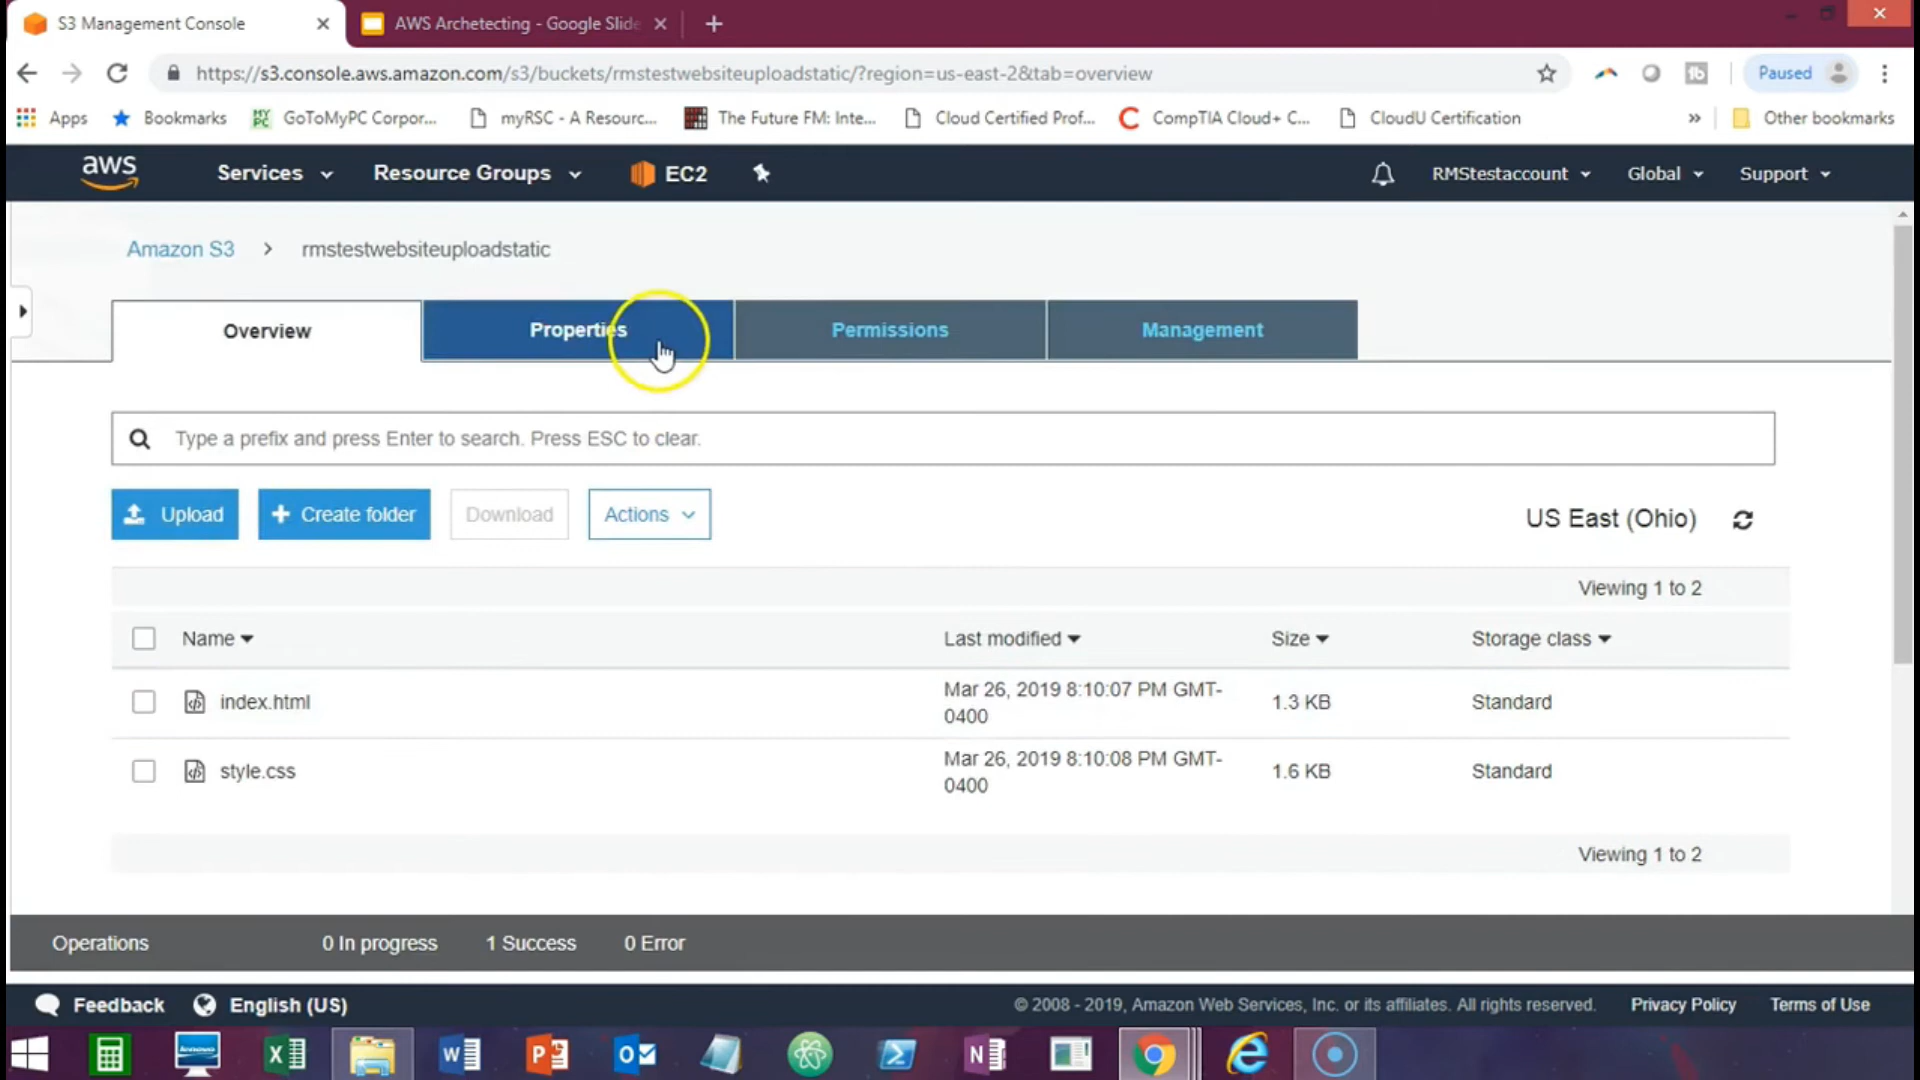 S3 Management Console
AWS Archetecting - Google Slide
https://s3.console.aws.amazon.com/s3/buckets/rmstestwebsiteuploadstatic/?region=us-east-2&tab=overview
Paused
Apps
Bookmarks
GoToMyPC Corpor...
myRSC - A Resourc...
The Future FM: Inte...
Cloud Certified Prof...
CompTIA Cloud+ C...
CloudU Certification
»
Other bookmarks
aws
Services
Resource Groups
EC2
RMStestaccount
Global
Support
Amazon S3 > rmstestwebsiteuploadstatic
Overview
Properties
Permissions
Management
Type a prefix and press Enter to search. Press ESC to clear.
Upload
+ Create folder
Download
Actions
US East (Ohio)
Viewing 1 to 2
Name
Last modified
Size
Storage class
index.html
Mar 26, 2019 8:10:07 PM GMT-
0400
1.3 KB
Standard
style.css
Mar 26, 2019 8:10:08 PM GMT-
0400
1.6 KB
Standard
Viewing 1 to 2
Operations
0 In progress
1 Success
0 Error
Feedback
English (US)
© 2008 - 2019, Amazon Web Services, Inc. or its affiliates. All rights reserved.
Privacy Policy
Terms of Use